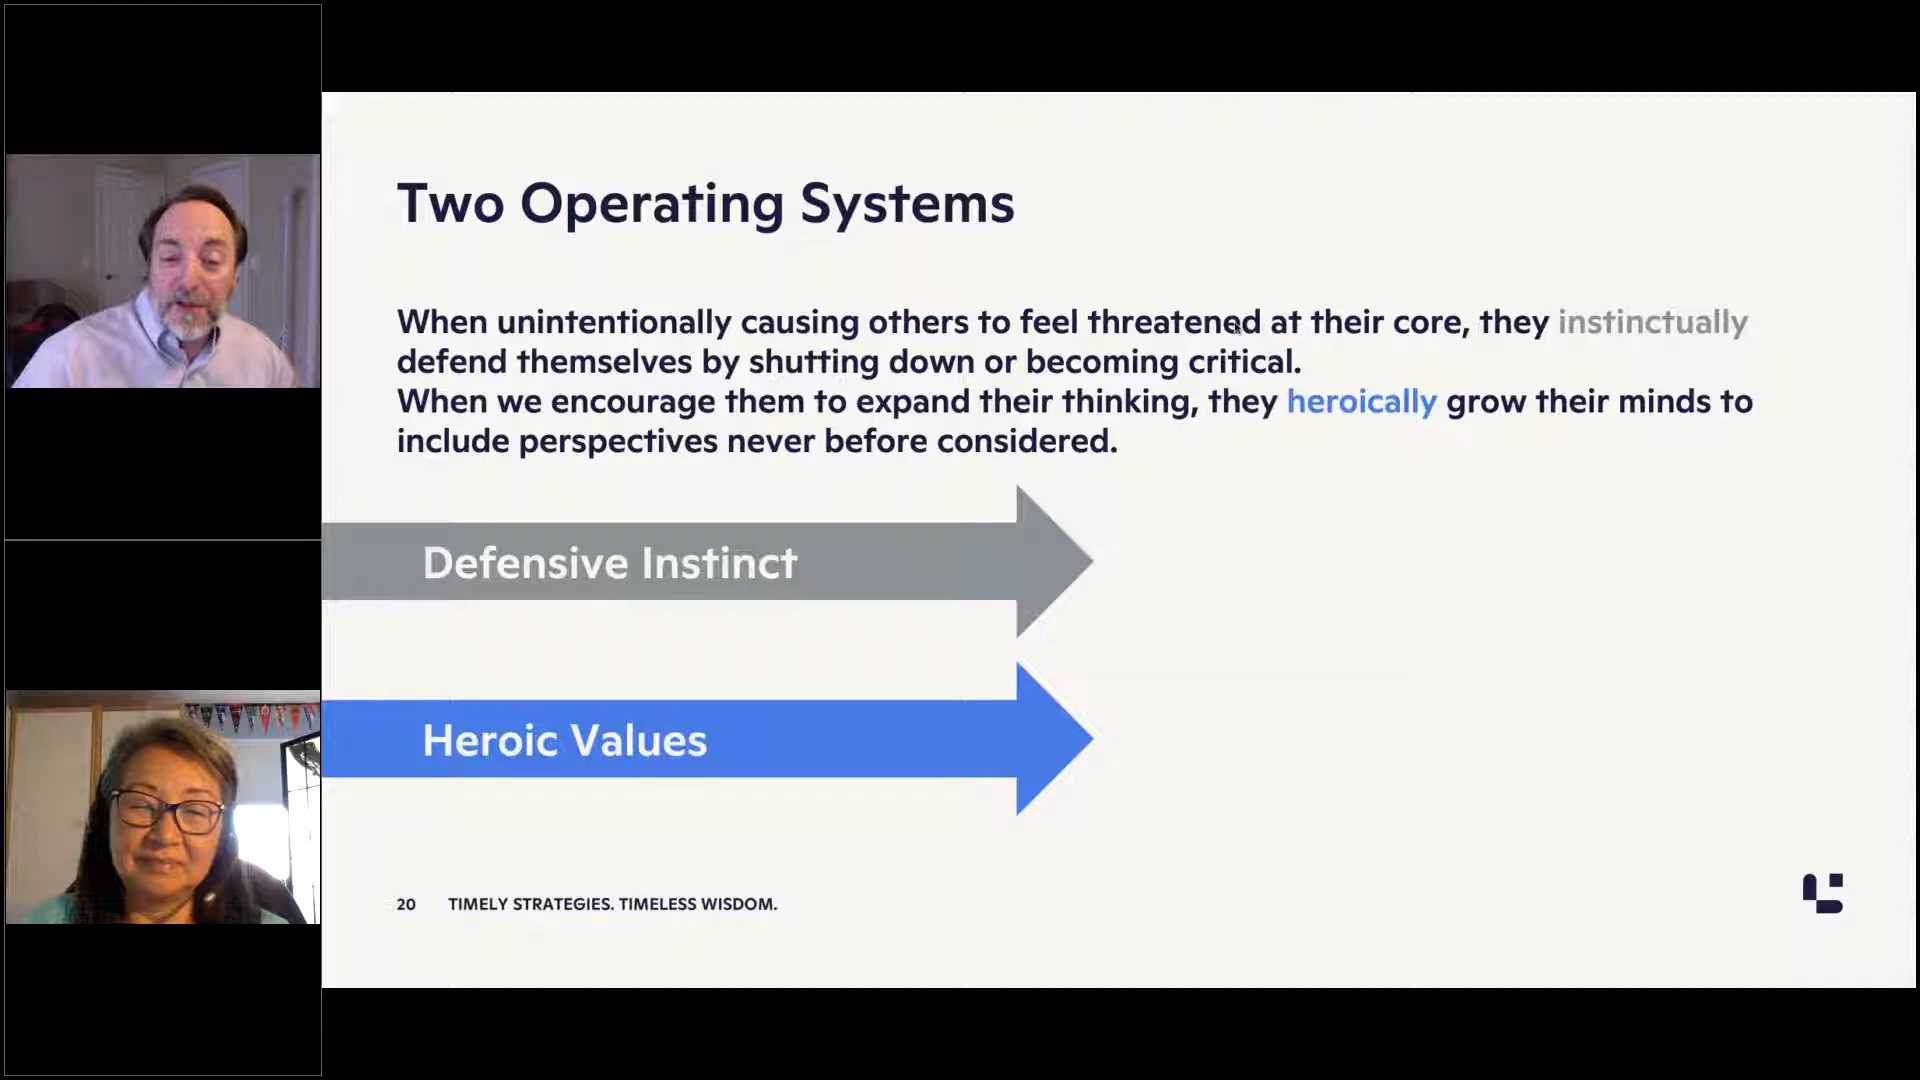 Two Operating Systems
When unintentionally causing others to feel threatened at their core, they instinctually
defend themselves by shutting down or becoming critical.
When we encourage them to expand their thinking, they heroically grow their minds to
include perspectives never before considered.
Defensive Instinct
Heroic Values
20 TIMELY STRATEGIES. TIMELESS WISDOM.